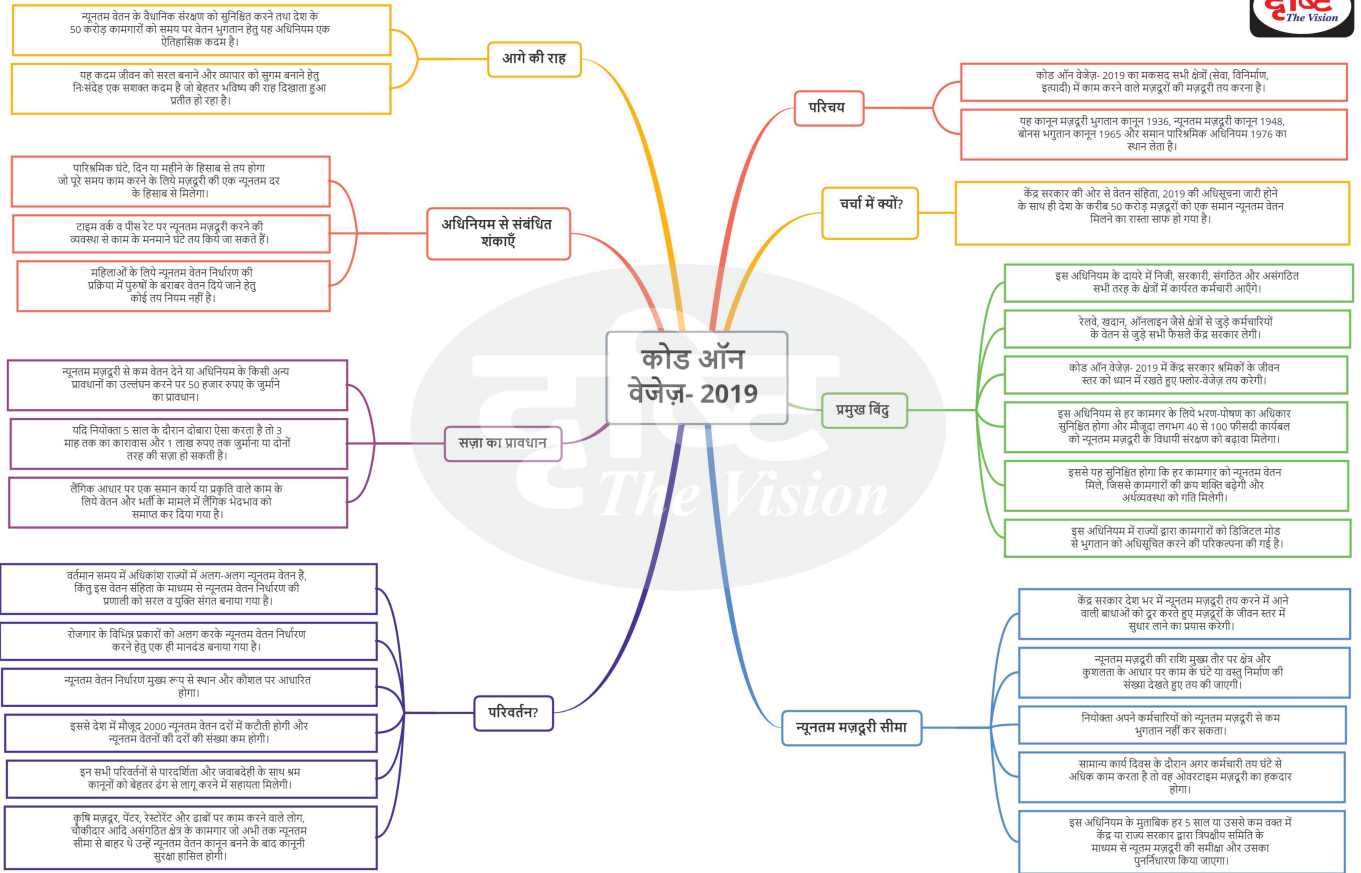 दृष्टि
The Vision
कोड ऑन
वेजेज़- 2019
परिचय
कोड ऑन वेजेज़- 2019 का मकसद सभी क्षेत्रों (सेवा, विनिर्माण,
इत्यादी) में काम करने वाले मज़दूरों की मज़दूरी तय करना है।
यह कानून मज़दूरी भुगतान कानून 1936, न्यूनतम मज़दूरी कानून 1948,
बोनस भगुतान कानून 1965 और समान पारिश्रमिक अधिनियम 1976 का
स्थान लेता है।
चर्चा में क्यों?
केंद्र सरकार की ओर से वेतन संहिता, 2019 की अधिसूचना जारी होने
के साथ ही देश के करीब 50 करोड़ मज़दूरों को एक समान न्यूनतम वेतन
मिलने का रास्ता साफ हो गया है।
प्रमुख बिंदु
इस अधिनियम के दायरे में निजी, सरकारी, संगठित और असंगठित
सभी तरह के क्षेत्रों में कार्यरत कर्मचारी आएँगे।
रेलवे, खदान, ऑनलाइन जैसे क्षेत्रों से जुड़े कर्मचारियों
के वेतन से जुड़े सभी फैसले केंद्र सरकार लेगी।
कोड ऑन वेजेज़- 2019 में केंद्र सरकार श्रमिकों के जीवन
स्तर को ध्यान में रखते हुए फ्लोर-वेजेज़ तय करेगी।
इस अधिनियम से हर कामगर के लिये भरण-पोषण का अधिकार
सुनिश्चित होगा और मौजूदा लगभग 40 से 100 फीसदी कार्यबल
को न्यूनतम मज़दूरी के विधायी संरक्षण को बढ़ावा मिलेगा।
इससे यह सुनिश्चित होगा कि हर कामगार को न्यूनतम वेतन
मिले, जिससे कामगारों की क्रय शक्ति बढ़ेगी और
अर्थव्यवस्था को गति मिलेगी।
इस अधिनियम में राज्यों द्वारा कामगारों को डिजिटल मोड
से भुगतान को अधिसूचित करने की परिकल्पना की गई है।
न्यूनतम मज़दूरी सीमा
केंद्र सरकार देश भर में न्यूनतम मज़दूरी तय करने में आने
वाली बाधाओं को दूर करते हुए मज़दूरों के जीवन स्तर में
सुधार लाने का प्रयास करेगी।
न्यूनतम मज़दूरी की राशि मुख्य तौर पर क्षेत्र और
कुशलता के आधार पर काम के घंटे या वस्तु निर्माण की
संख्या देखते हुए तय की जाएगी।
नियोक्ता अपने कर्मचारियों को न्यूनतम मज़दूरी से कम
भुगतान नहीं कर सकता।
सामान्य कार्य दिवस के दौरान अगर कर्मचारी तय घंटे से
अधिक काम करता है तो वह ओवरटाइम मज़दूरी का हकदार
होगा।
इस अधिनियम के मुताबिक हर 5 साल या उससे कम वक्त में
केंद्र या राज्य सरकार द्वारा त्रिपक्षीय समिति के
माध्यम से न्यूतम मज़दूरी की समीक्षा और उसका
पुनर्निधारण किया जाएगा।
आगे की राह
न्यूनतम वेतन के वैधानिक संरक्षण को सुनिश्चित करने तथा देश के
50 करोड़ कामगारों को समय पर वेतन भुगतान हेतु यह अधिनियम एक
ऐतिहासिक कदम है।
यह कदम जीवन को सरल बनाने और व्यापार को सुगम बनाने हेतु
निःसंदेह एक सशक्त कदम है जो बेहतर भविष्य की राह दिखाता हुआ
प्रतीत हो रहा है।
अधिनियम से संबंधित
शंकाएँ
पारिश्रमिक घंटे, दिन या महीने के हिसाब से तय होगा
जो पूरे समय काम करने के लिये मज़दूरी की एक न्यूनतम दर
के हिसाब से मिलेगा।
टाइम वर्क व पीस रेट पर न्यूनतम मज़दूरी करने की
व्यवस्था से काम के मनमाने घंटे तय किये जा सकते हैं।
महिलाओं के लिये न्यूनतम वेतन निर्धारण की
प्रक्रिया में पुरुषों के बराबर वेतन दिये जाने हेतु
कोई तय नियम नहीं है।
सज़ा का प्रावधान
न्यूनतम मज़दूरी से कम वेतन देने या अधिनियम के किसी अन्य
प्रावधानों का उल्लंघन करने पर 50 हजार रुपए के जुर्माने
का प्रावधान।
यदि नियोक्ता 5 साल के दौरान दोबारा ऐसा करता है तो 3
माह तक का कारावास और 1 लाख रुपए तक जुर्माना या दोनों
तरह की सज़ा हो सकती है।
लैंगिक आधार पर एक समान कार्य या प्रकृति वाले काम के
लिये वेतन और भर्ती के मामले में लैंगिक भेदभाव को
समाप्त कर दिया गया है।
परिवर्तन?
वर्तमान समय में अधिकांश राज्यों में अलग-अलग न्यूनतम वेतन है,
किंतु इस वेतन संहिता के माध्यम से न्यूनतम वेतन निर्धारण की
प्रणाली को सरल व युक्ति संगत बनाया गया है।
रोजगार के विभिन्न प्रकारों को अलग करके न्यूनतम वेतन निर्धारण
करने हेतु एक ही मानदंड बनाया गया है।
न्यूनतम वेतन निर्धारण मुख्य रूप से स्थान और कौशल पर आधारित
होगा।
इससे देश में मौजूद 2000 न्यूनतम वेतन दरों में कटौती होगी और
न्यूनतम वेतनों की दरों की संख्या कम होगी।
इन सभी परिवर्तनों से पारदर्शिता और जवाबदेही के साथ श्रम
कानूनों को बेहतर ढंग से लागू करने में सहायता मिलेगी।
कृषि मज़दूर, पेंटर, रेस्टोरेंट और ढाबों पर काम करने वाले लोग,
चौकीदार आदि असंगठित क्षेत्र के कामगार जो अभी तक न्यूनतम
सीमा से बाहर थे उन्हें न्यूनतम वेतन कानून बनने के बाद कानूनी
सुरक्षा हासिल होगी।
दृष्टि
The Vision